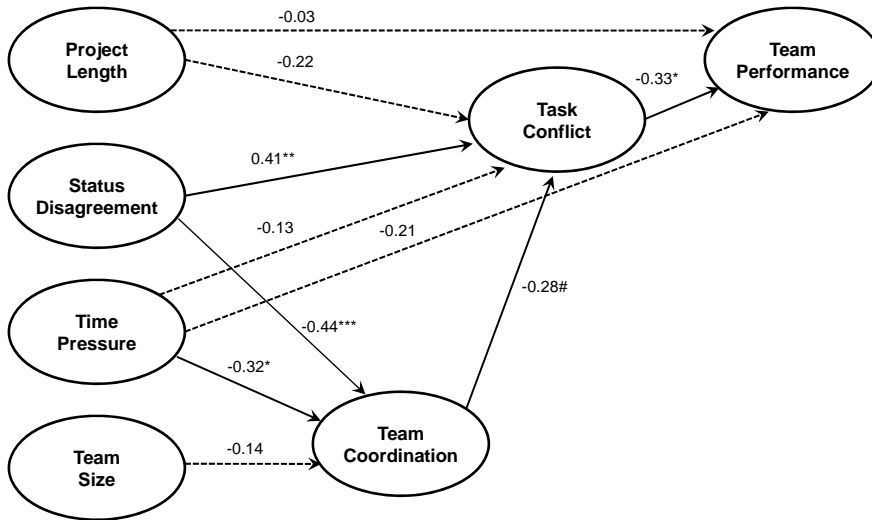 -0.03
Project
Length
Team
Performance
-0.22
-0.33*
Task
Conflict
0.41**
Status
Disagreement
-0.13
-0.21
-0.28#
Time
Pressure
-0.44***
-0.32*
Team
Coordination
-0.14
Team
Size